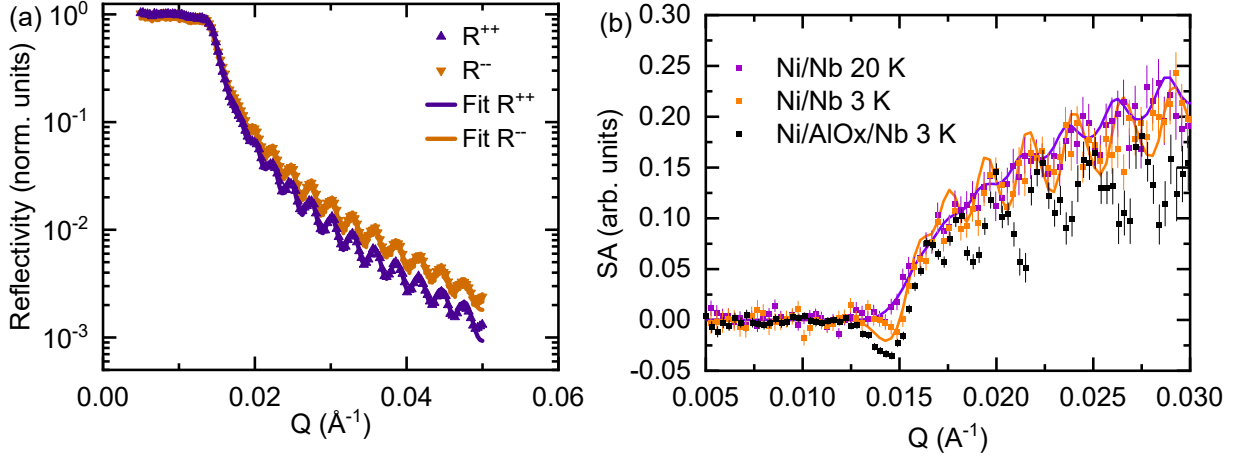 (a)
10⁰
10⁻¹
10⁻²
10⁻³
Reflectivity (norm. units)
R⁺⁺
R⁻⁻
Fit R⁺⁺
Fit R⁻⁻
0.00 0.02 0.04 0.06
Q (Å⁻¹)
(b)
0.30
0.25
0.20
0.15
0.10
0.05
0.00
-0.05
SA (arb. units)
Ni/Nb 20 K
Ni/Nb 3 K
Ni/AlOx/Nb 3 K
0.005 0.010 0.015 0.020 0.025 0.030
Q (A⁻¹)